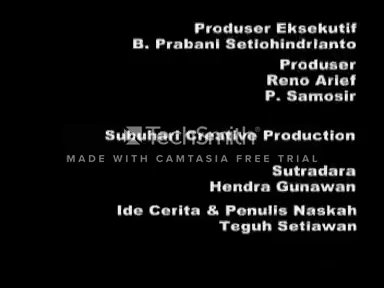 Produser Eksekutif
B. Prabani Setiohindrianto
Produser
Reno Arief
P. Samosir
Subuhari Creative Production
TechSmith®
MADE WITH CAMTASIA FREE TRIAL
Sutradara
Hendra Gunawan
Ide Cerita & Penulis Naskah
Teguh Setiawan